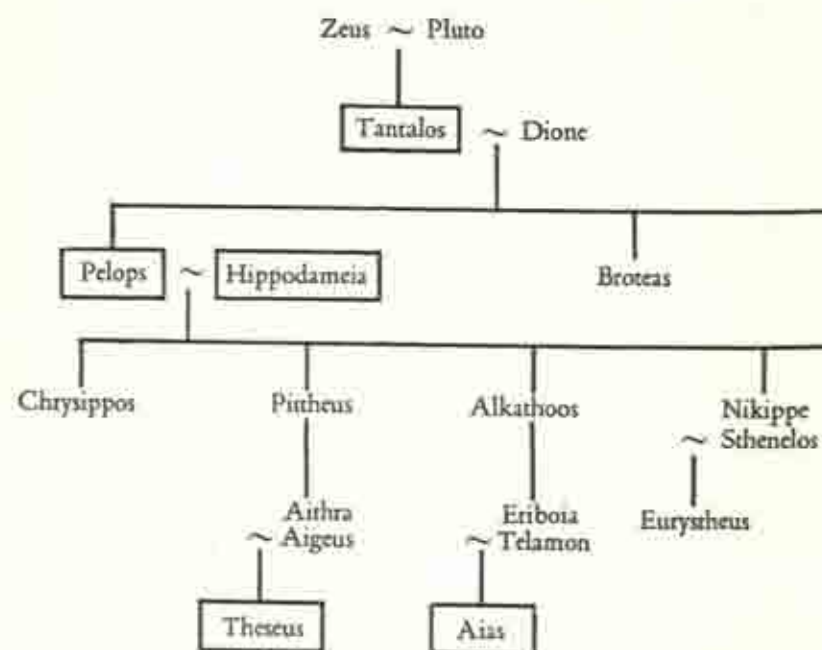 Zeus ~ Pluto
Tantalos ~ Dione
Pelops ~ Hippodameia
Broteas
Chrysippos
Pittheus
Alkathoos
Nikippe
~ Sthenelos
Aithra
~ Aigeus
Eriboia
~ Telamon
Eurystheus
Theseus
Aias